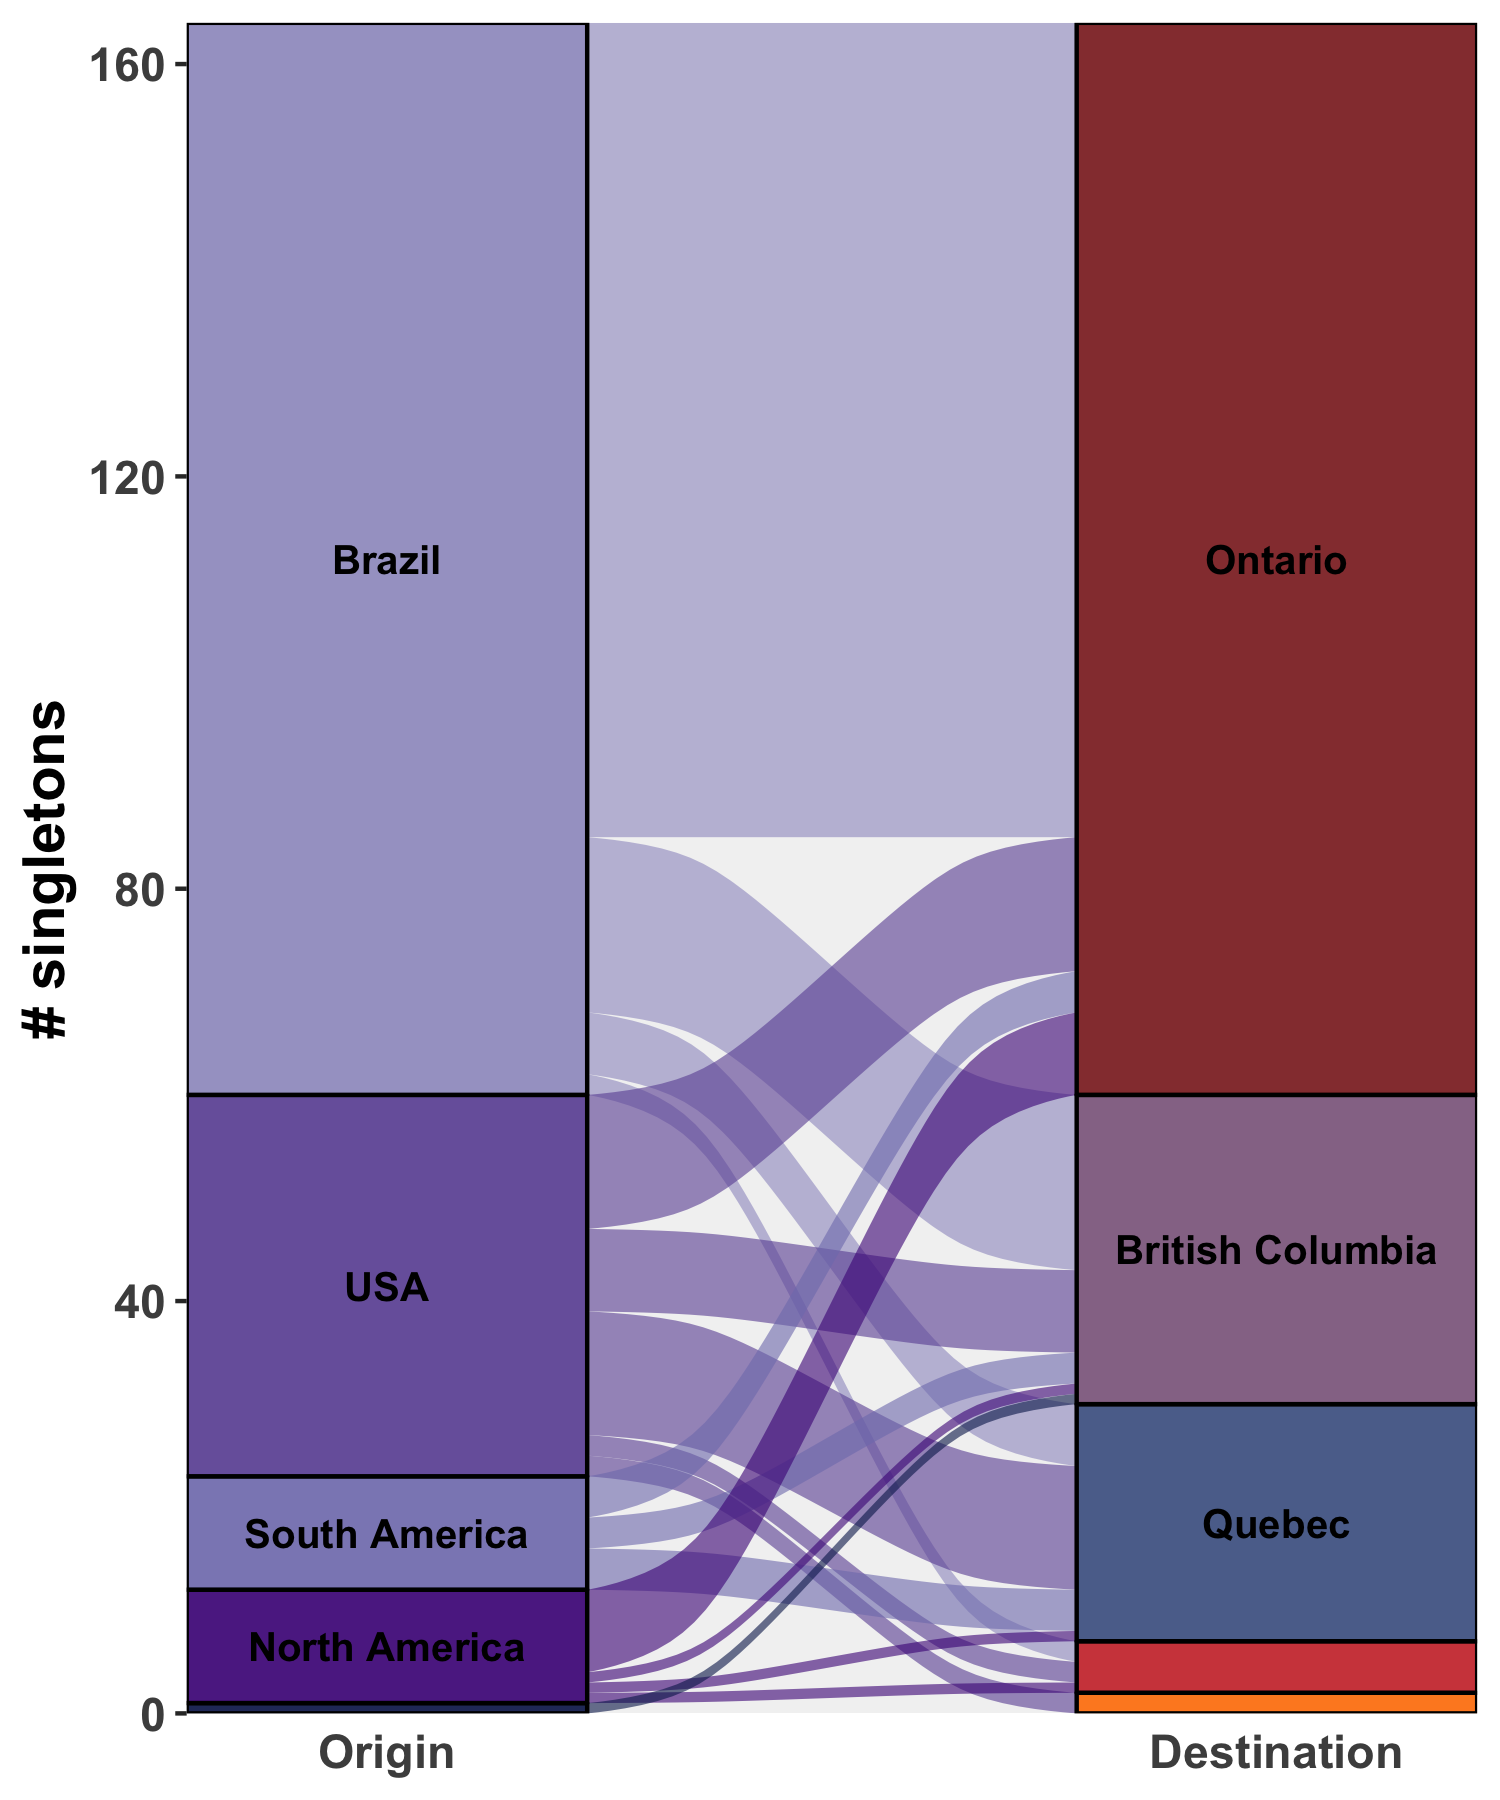 160
120
80
40
0
# singletons
Brazil
USA
South America
North America
Ontario
British Columbia
Quebec
Origin
Destination